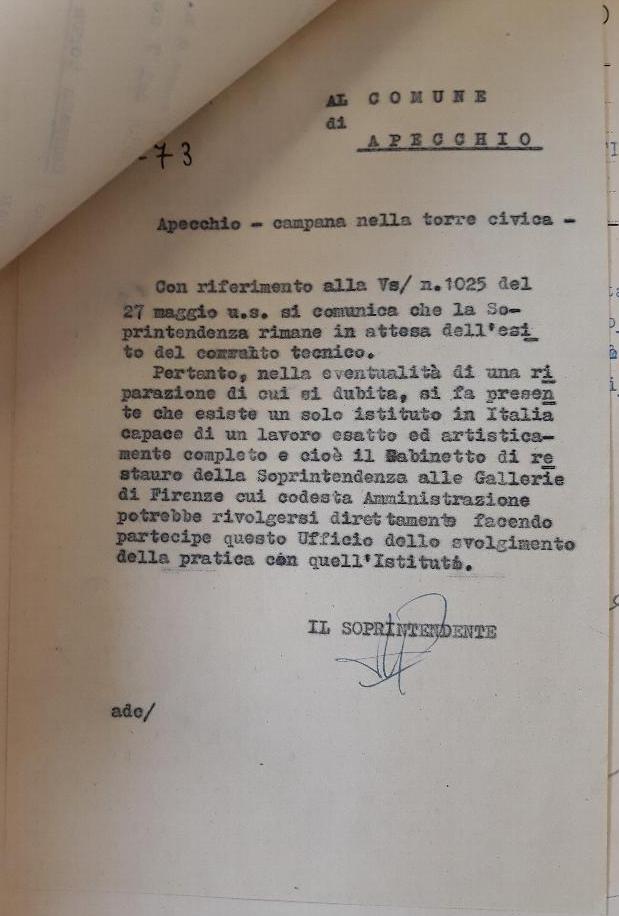 AL COMUNE
di
APECCHIO
-73
Apecchio - campana nella torre civica -
Con riferimento alla Vs/ n.1025 del
27 maggio u.s. si comunica che la So-
printendenza rimane in attesa dell'esi
to del comunto tecnico.
Pertanto, nella eventualità di una ri
parazione di cui si dubita, si fa presen
te che esiste un solo istituto in Italia
capace di un lavoro esatto ed artistica-
mente completo e cioè il Gabinetto di re
stauro della Soprintendenza alle Gallerie
di Firenze cui codesta Amministrazione
potrebbe rivolgersi direttamente facendo
partecipe questo Ufficio dello svolgimento
della pratica con quell'Istituto.
IL SOPRINTENDENTE
adc/